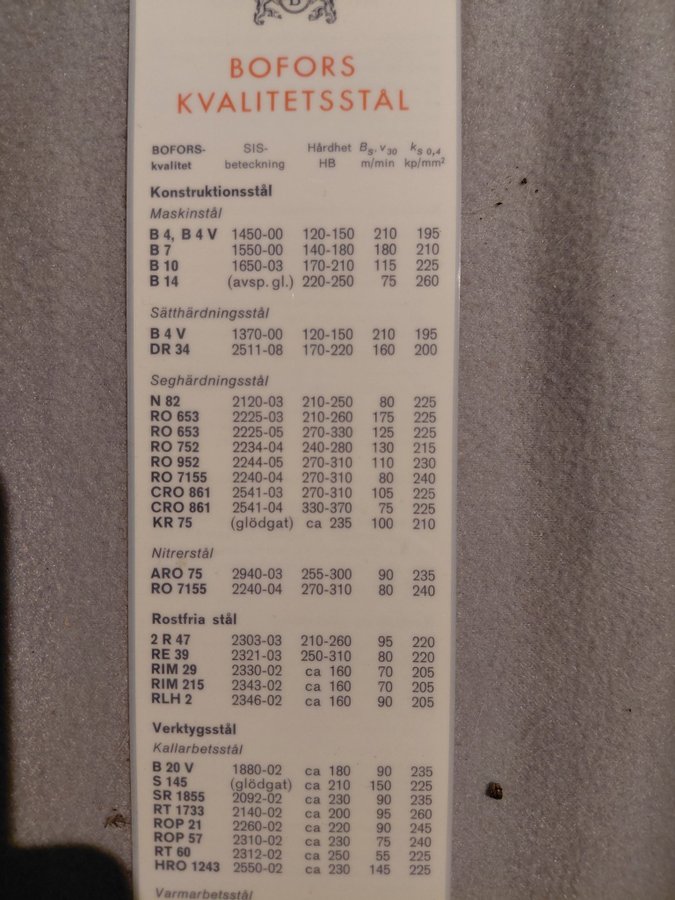 B
BOFORS
KVALITETSSTÅL
BOFORS- SIS- Hårdhet Bs. v30 ks 0,4
kvalitet beteckning HB m/min kp/mm²
Konstruktionsstål
Maskinstål
B 4, B 4 V 1450-00 120-150 210 195
B 7 1550-00 140-180 180 210
B 10 1650-03 170-210 115 225
B 14 (avsp. gl.) 220-250 75 260
Sätthärdningsstål
B 4 V 1370-00 120-150 210 195
DR 34 2511-08 170-220 160 200
Seghärdningsstål
N 82 2120-03 210-250 80 225
RO 653 2225-03 210-260 175 225
RO 653 2225-05 270-330 125 225
RO 752 2234-04 240-280 130 215
RO 952 2244-05 270-310 110 230
RO 7155 2240-04 270-310 80 240
CRO 861 2541-03 270-310 105 225
CRO 861 2541-04 330-370 75 225
KR 75 (glödgat) ca 235 100 210
Nitrerstål
ARO 75 2940-03 255-300 90 235
RO 7155 2240-04 270-310 80 240
Rostfria stål
2 R 47 2303-03 210-260 95 220
RE 39 2321-03 250-310 80 220
RIM 29 2330-02 ca 160 70 205
RIM 215 2343-02 ca 160 70 205
RLH 2 2346-02 ca 160 90 205
Verktygsstål
Kallarbetsstål
B 20 V 1880-02 ca 180 90 235
S 145 (glödgat) ca 210 150 225
SR 1855 2092-02 ca 230 90 235
RT 1733 2140-02 ca 200 95 260
ROP 21 2260-02 ca 220 90 245
ROP 57 2310-02 ca 230 75 240
RT 60 2312-02 ca 250 55 225
HRO 1243 2550-02 ca 230 145 225
Varmarbetsstål